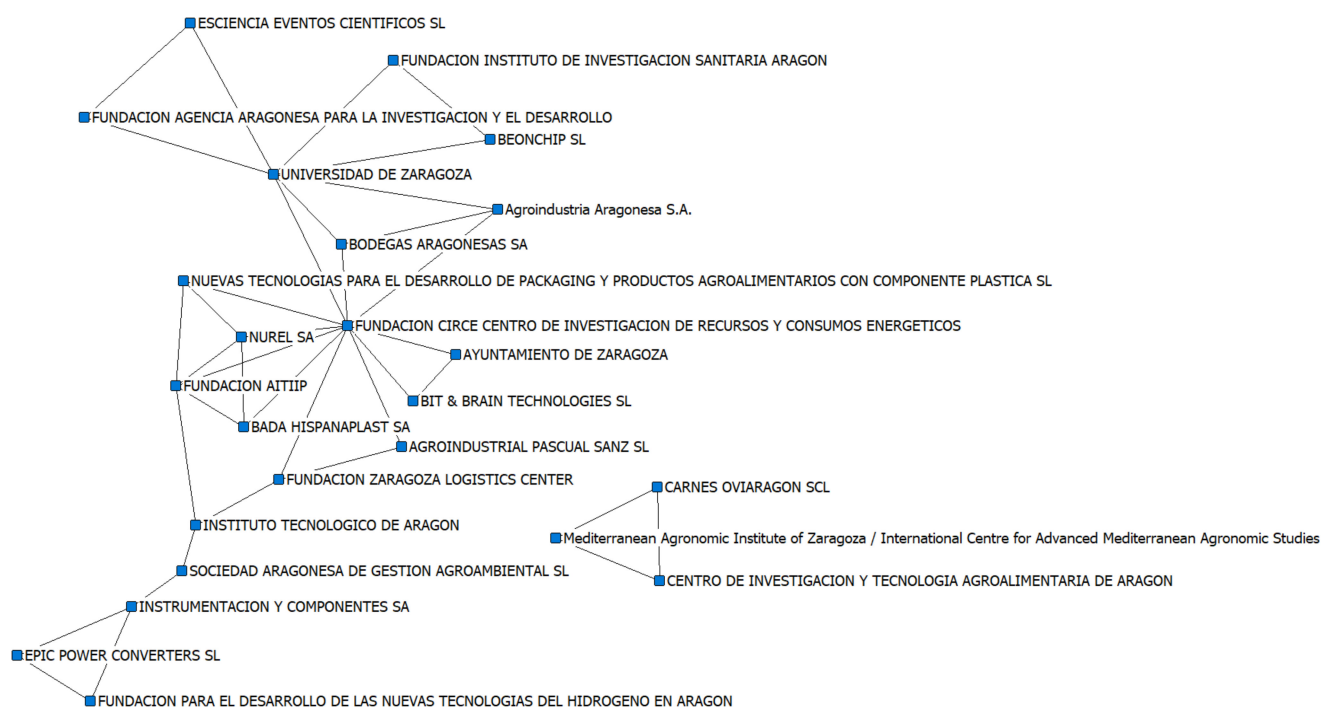 ESCIENCIA EVENTOS CIENTIFICOS SL
FUNDACION INSTITUTO DE INVESTIGACION SANITARIA ARAGON
FUNDACION AGENCIA ARAGONESA PARA LA INVESTIGACION Y EL DESARROLLO
BEONCHIP SL
UNIVERSIDAD DE ZARAGOZA
Agroindustria Aragonesa S.A.
BODEGAS ARAGONESAS SA
NUEVAS TECNOLOGIAS PARA EL DESARROLLO DE PACKAGING Y PRODUCTOS AGROALIMENTARIOS CON COMPONENTE PLASTICA SL
FUNDACION CIRCE CENTRO DE INVESTIGACION DE RECURSOS Y CONSUMOS ENERGETICOS
NUREL SA
AYUNTAMIENTO DE ZARAGOZA
FUNDACION AITIIP
BIT & BRAIN TECHNOLOGIES SL
BADA HISPANAPLAST SA
AGROINDUSTRIAL PASCUAL SANZ SL
FUNDACION ZARAGOZA LOGISTICS CENTER
CARNES OVIARAGON SCL
INSTITUTO TECNOLOGICO DE ARAGON
Mediterranean Agronomic Institute of Zaragoza / International Centre for Advanced Mediterranean Agronomic Studies
SOCIEDAD ARAGONESA DE GESTION AGROAMBIENTAL SL
CENTRO DE INVESTIGACION Y TECNOLOGIA AGROALIMENTARIA DE ARAGON
INSTRUMENTACION Y COMPONENTES SA
EPIC POWER CONVERTERS SL
FUNDACION PARA EL DESARROLLO DE LAS NUEVAS TECNOLOGIAS DEL HIDROGENO EN ARAGON